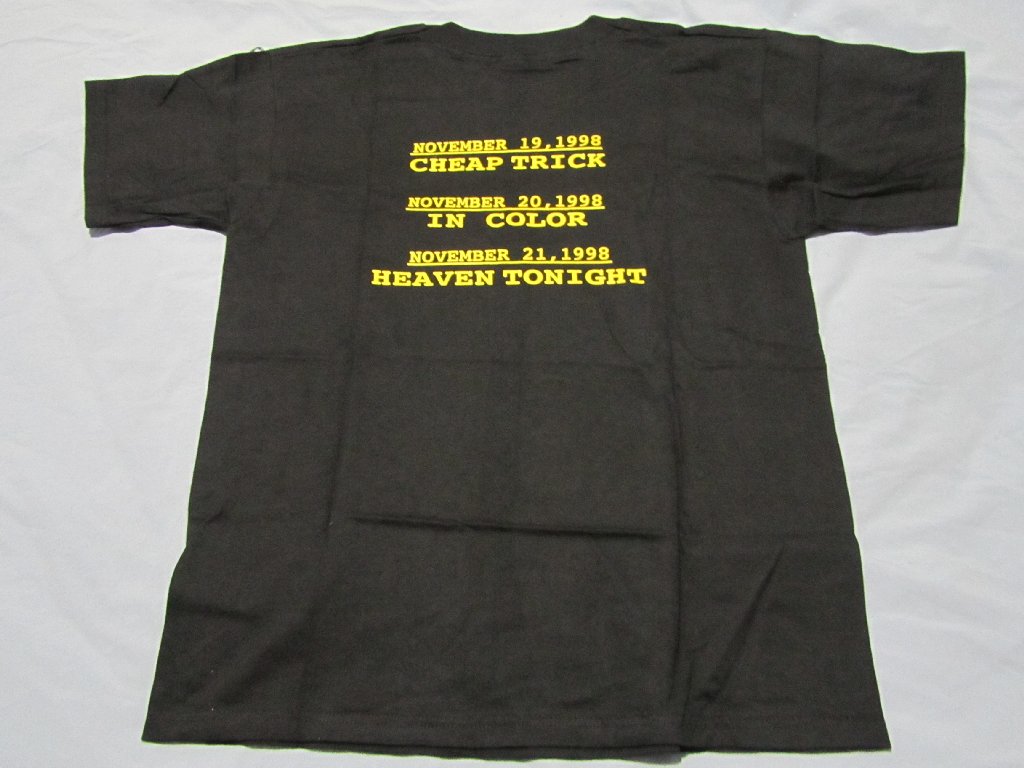 NOVEMBER 19,1998
CHEAP TRICK
NOVEMBER 20,1998
IN COLOR
NOVEMBER 21,1998
HEAVEN TONIGHT